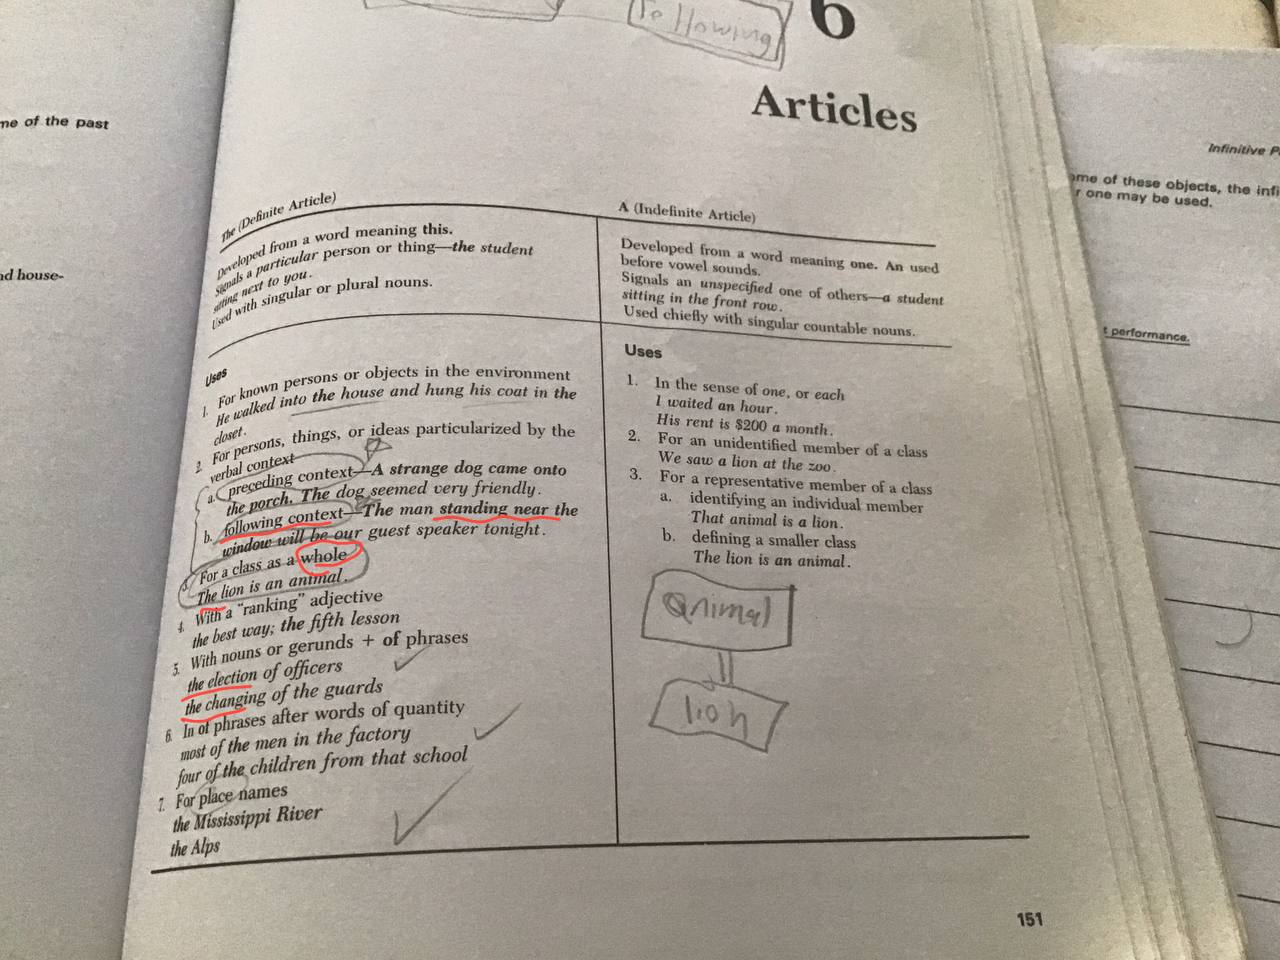 Following
6
Articles
me of the past
nd house-
The (Definite Article)
Developed from a word meaning this.
Signals a particular person or thing—the student
sitting next to you.
Used with singular or plural nouns.
Uses
1. For known persons or objects in the environment
He walked into the house and hung his coat in the
closet.
2. For persons, things, or ideas particularized by the
verbal context
a. preceding context—A strange dog came onto
the porch. The dog seemed very friendly.
b. following context—The man standing near the
window will be our guest speaker tonight.
3. For a class as a whole
The lion is an animal.
4. With a "ranking" adjective
the best way; the fifth lesson
5. With nouns or gerunds + of phrases
the election of officers
the changing of the guards
6. In of phrases after words of quantity
most of the men in the factory
four of the children from that school
7. For place names
the Mississippi River
the Alps
A (Indefinite Article)
Developed from a word meaning one. An used
before vowel sounds.
Signals an unspecified one of others—a student
sitting in the front row.
Used chiefly with singular countable nouns.
Uses
1. In the sense of one, or each
I waited an hour.
His rent is $200 a month.
2. For an unidentified member of a class
We saw a lion at the zoo.
3. For a representative member of a class
a. identifying an individual member
That animal is a lion.
b. defining a smaller class
The lion is an animal.
animal
lion
151
Infinitive P
ome of these objects, the infi
r one may be used.
t performance.